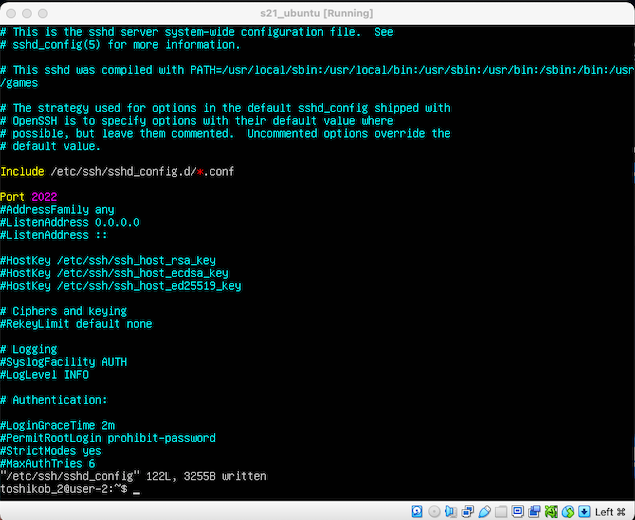 s21_ubuntu [Running]
# This is the sshd server system-wide configuration file.  See
# sshd_config(5) for more information.
# This sshd was compiled with PATH=/usr/local/sbin:/usr/local/bin:/usr/sbin:/usr/bin:/sbin:/bin:/usr
/games
# The strategy used for options in the default sshd_config shipped with
# OpenSSH is to specify options with their default value where
# possible, but leave them commented.  Uncommented options override the
# default value.
Include /etc/ssh/sshd_config.d/*.conf
Port 2022
#AddressFamily any
#ListenAddress 0.0.0.0
#ListenAddress ::
#HostKey /etc/ssh/ssh_host_rsa_key
#HostKey /etc/ssh/ssh_host_ecdsa_key
#HostKey /etc/ssh/ssh_host_ed25519_key
# Ciphers and keying
#RekeyLimit default none
# Logging
#SyslogFacility AUTH
#LogLevel INFO
# Authentication:
#LoginGraceTime 2m
#PermitRootLogin prohibit-password
#StrictModes yes
#MaxAuthTries 6
"/etc/ssh/sshd_config" 122L, 3255B written
toshikob_2@user-2:~$ _
Left ⌘